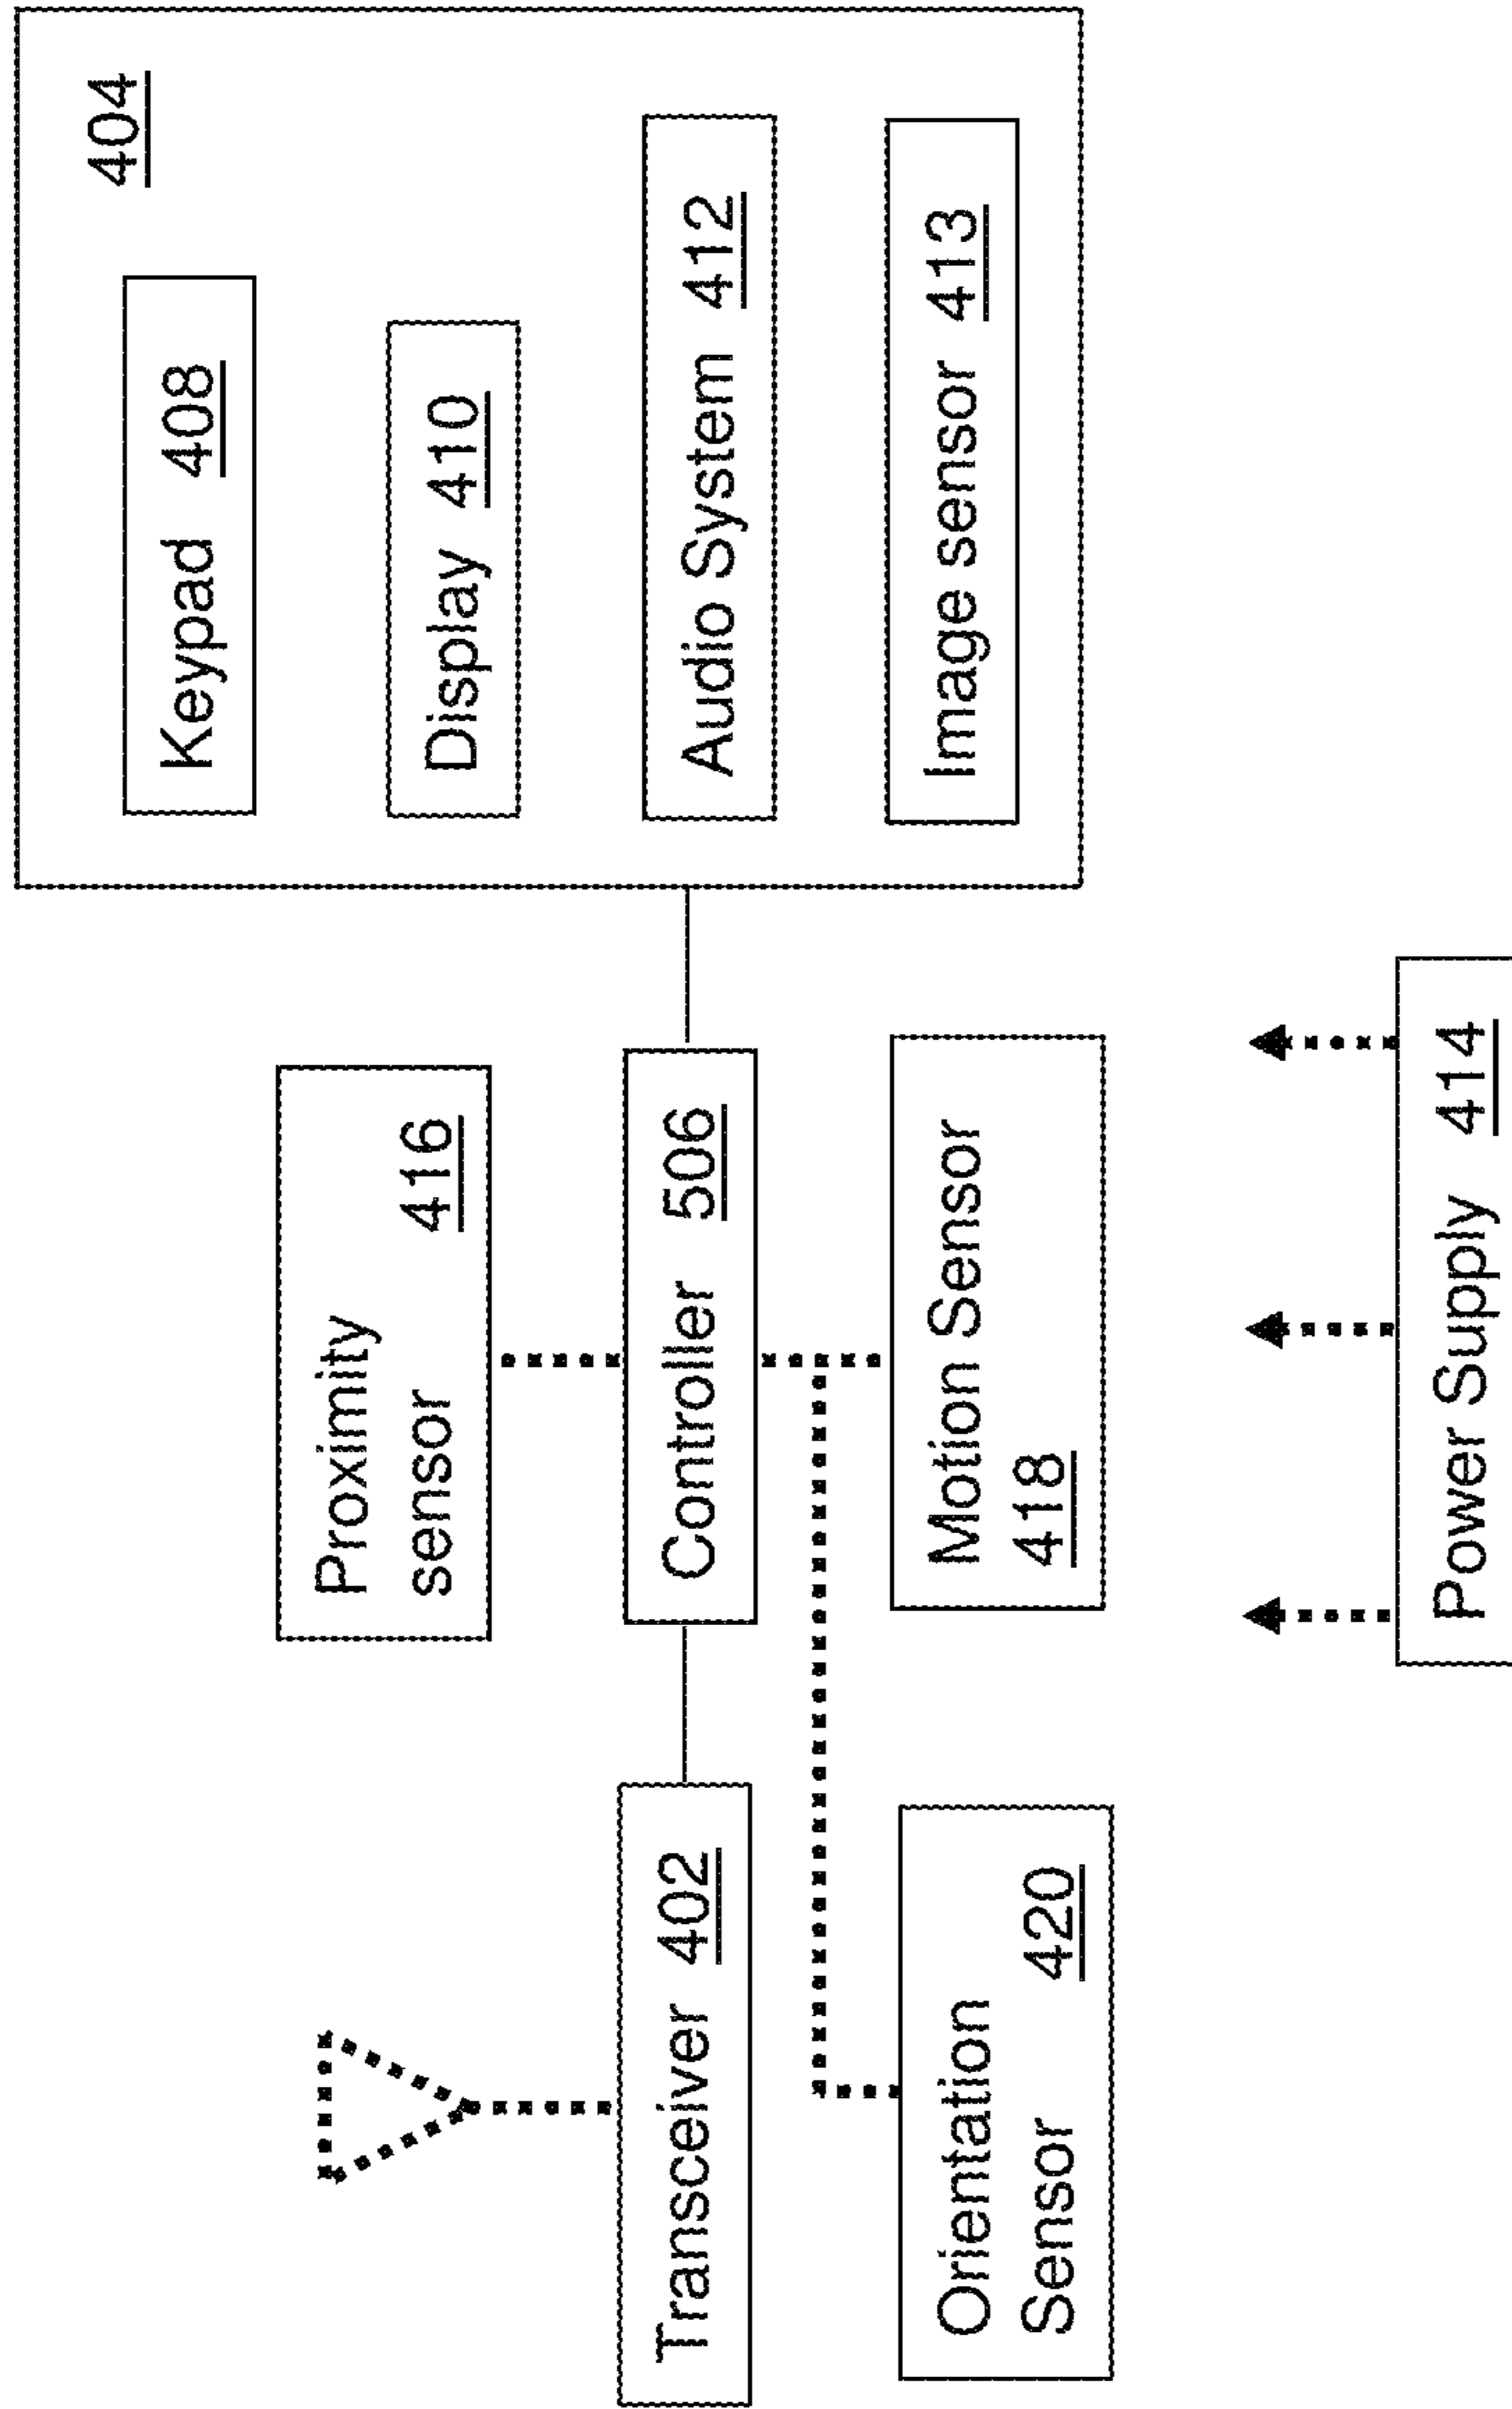 404
Keypad 408
Display 410
Audio System 412
Image sensor 413
Proximity
sensor 416
Controller 506
Motion Sensor
418
Transceiver 402
Orientation
Sensor 420
Power Supply 414